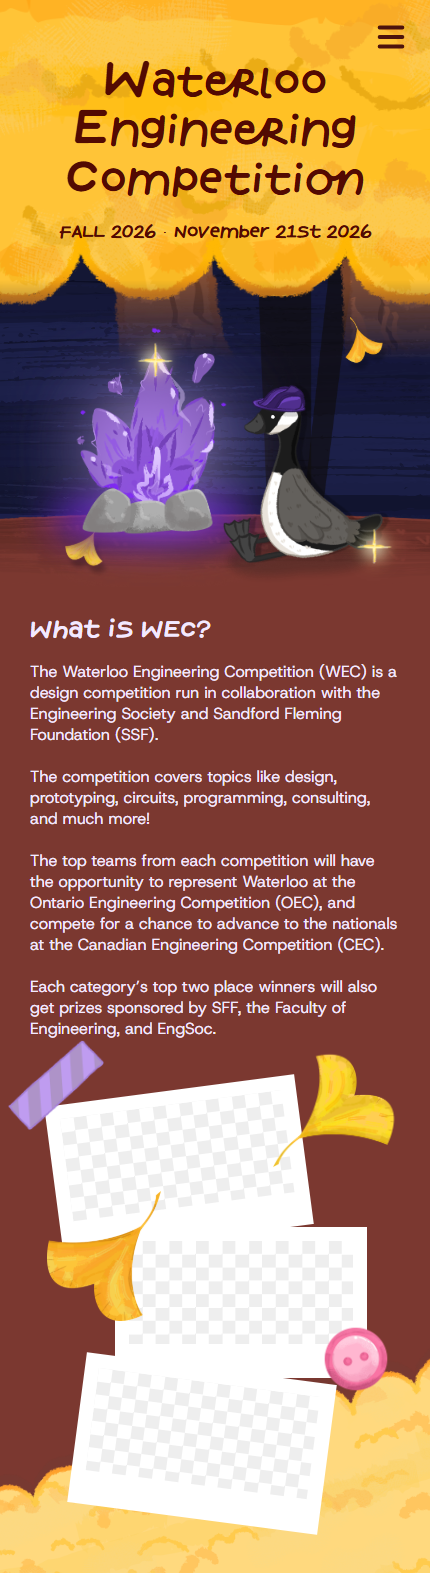 Waterloo
Engineering
Competition
FALL 2026 · November 21st 2026
What is WEC?
The Waterloo Engineering Competition (WEC) is a
design competition run in collaboration with the
Engineering Society and Sandford Fleming
Foundation (SSF).
The competition covers topics like design,
prototyping, circuits, programming, consulting,
and much more!
The top teams from each competition will have
the opportunity to represent Waterloo at the
Ontario Engineering Competition (OEC), and
compete for a chance to advance to the nationals
at the Canadian Engineering Competition (CEC).
Each category's top two place winners will also
get prizes sponsored by SFF, the Faculty of
Engineering, and EngSoc.